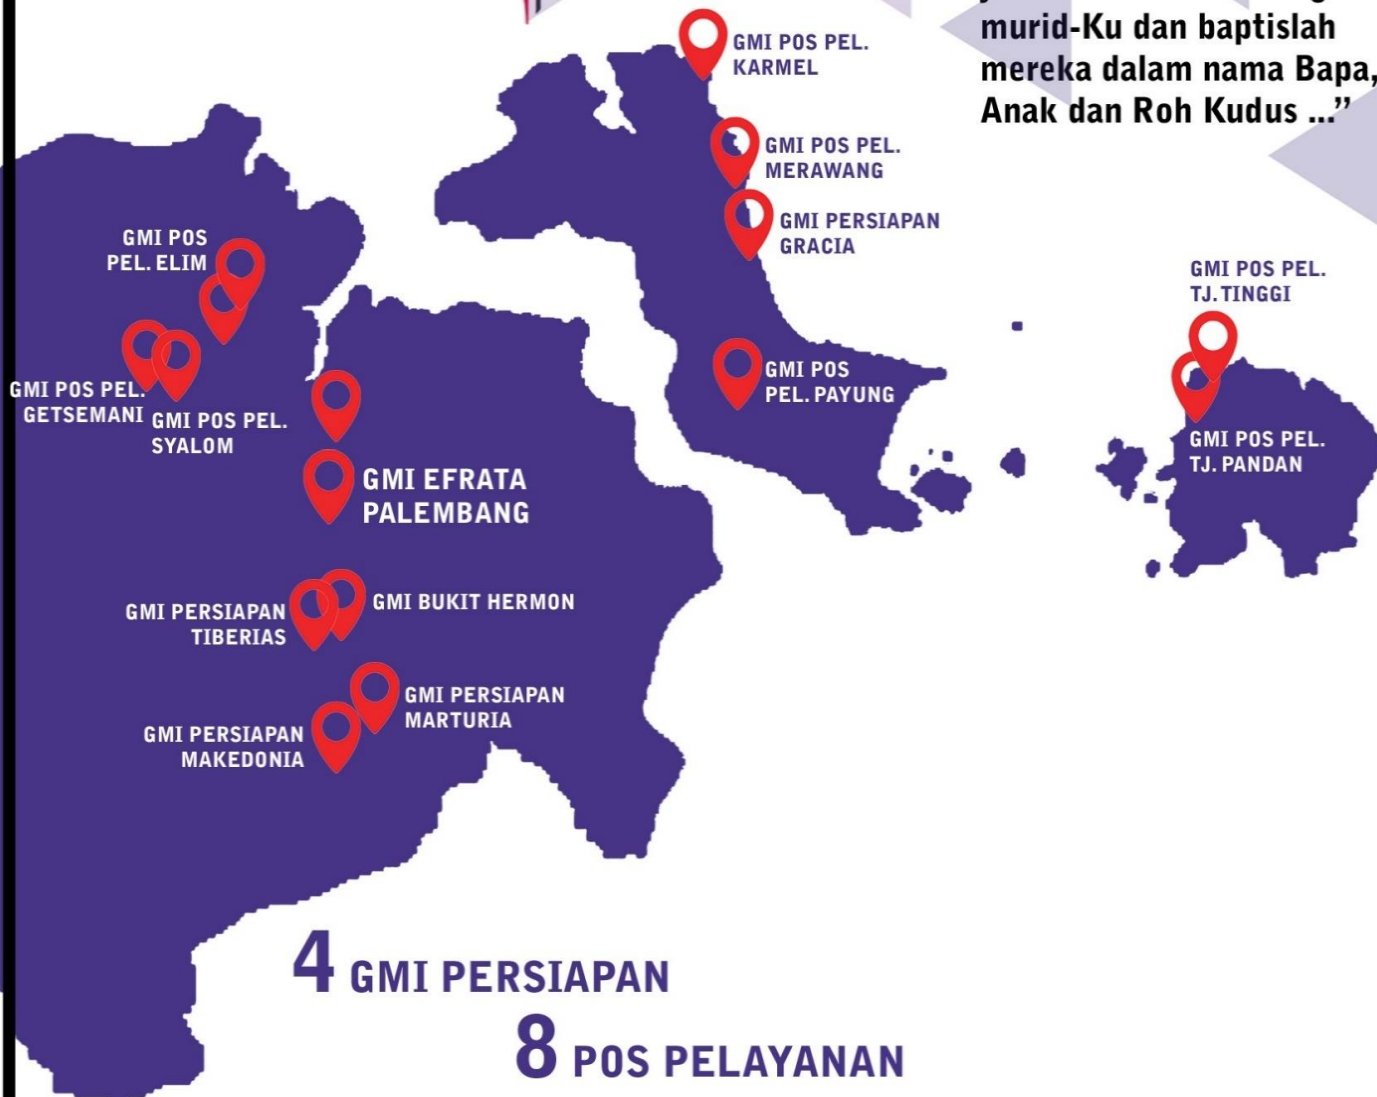 murid-Ku dan baptislah
mereka dalam nama Bapa,
Anak dan Roh Kudus ...”
GMI POS PEL.
KARMEL
GMI POS PEL.
MERAWANG
GMI PERSIAPAN
GRACIA
GMI POS
PEL. ELIM
GMI POS PEL.
TJ. TINGGI
GMI POS PEL.
GETSEMANI
GMI POS PEL.
SYALOM
GMI POS
PEL. PAYUNG
GMI POS PEL.
TJ. PANDAN
GMI EFRATA
PALEMBANG
GMI PERSIAPAN
TIBERIAS
GMI BUKIT HERMON
GMI PERSIAPAN
MARTURIA
GMI PERSIAPAN
MAKEDONIA
4 GMI PERSIAPAN
8 POS PELAYANAN